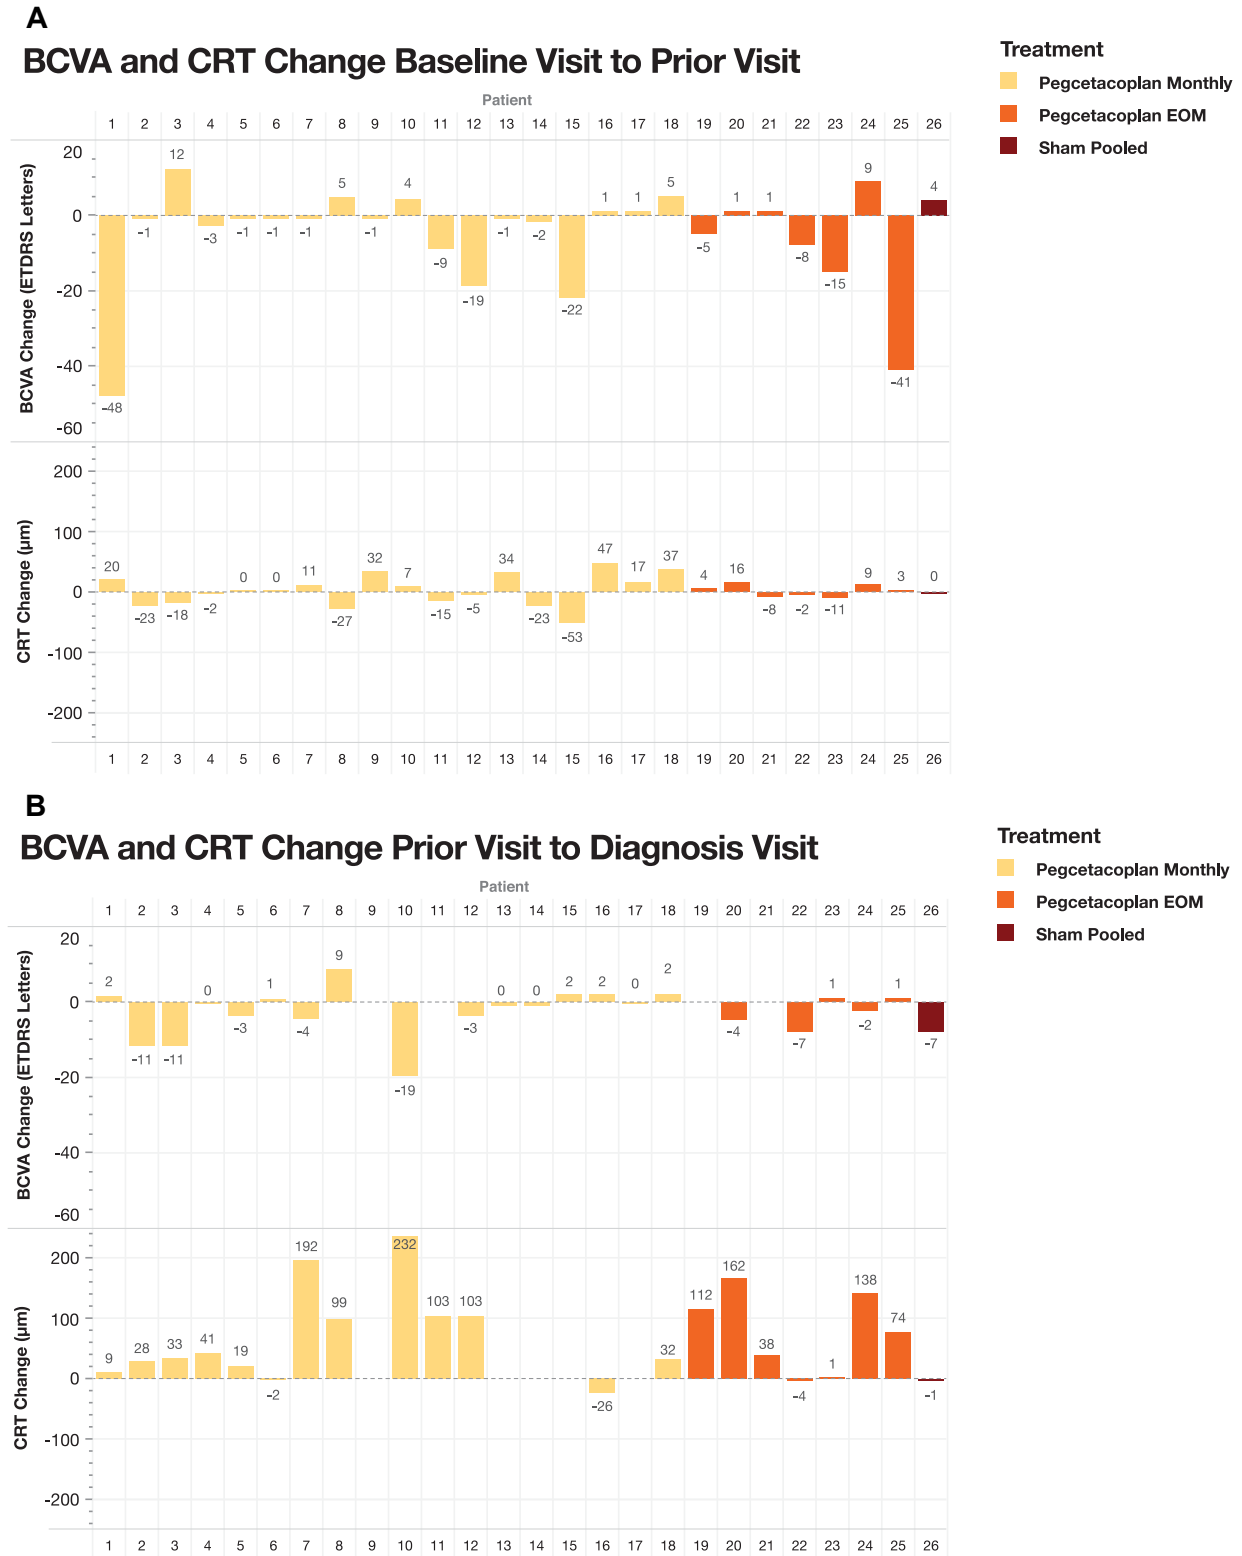 A
BCVA and CRT Change Baseline Visit to Prior Visit
Treatment
Pegcetacoplan Monthly
Pegcetacoplan EOM
Sham Pooled
Patient
1 2 3 4 5 6 7 8 9 10 11 12 13 14 15 16 17 18 19 20 21 22 23 24 25 26
BCVA Change (ETDRS Letters)
20
0
-20
-40
-60
-48 -1 12 -3 -1 -1 -1 5 -1 4 -9 -19 -1 -2 -22 1 1 5 -5 1 1 -8 -15 9 -41 4
CRT Change (µm)
200
100
0
-100
-200
20 -23 -18 -2 0 0 11 -27 32 7 -15 -5 34 -23 -53 47 17 37 4 16 -8 -2 -11 9 3 0
1 2 3 4 5 6 7 8 9 10 11 12 13 14 15 16 17 18 19 20 21 22 23 24 25 26
B
BCVA and CRT Change Prior Visit to Diagnosis Visit
Treatment
Pegcetacoplan Monthly
Pegcetacoplan EOM
Sham Pooled
Patient
1 2 3 4 5 6 7 8 9 10 11 12 13 14 15 16 17 18 19 20 21 22 23 24 25 26
BCVA Change (ETDRS Letters)
20
0
-20
-40
-60
2 -11 -11 0 -3 1 -4 9 -19 -3 0 0 2 2 0 2 -4 -7 1 -2 1 -7
CRT Change (µm)
200
100
0
-100
-200
9 28 33 41 19 -2 192 99 232 103 103 -26 32 112 162 38 -4 1 138 74 -1
1 2 3 4 5 6 7 8 9 10 11 12 13 14 15 16 17 18 19 20 21 22 23 24 25 26